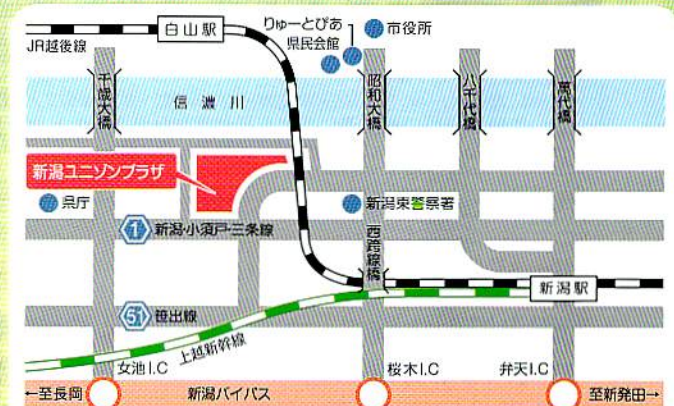 りゅーとぴあ
市役所
白山駅
県民会館
JR越後線
千歳大橋
信濃川
昭和大橋
八千代橋
萬代橋
新潟ユニゾンプラザ
県庁
新潟東警察署
1
新潟・小須戸・三条線
西跨線橋
新潟駅
51
笹出線
上越新幹線
女池I.C
桜木I.C
弁天I.C
←至長岡
新潟バイパス
至新発田→